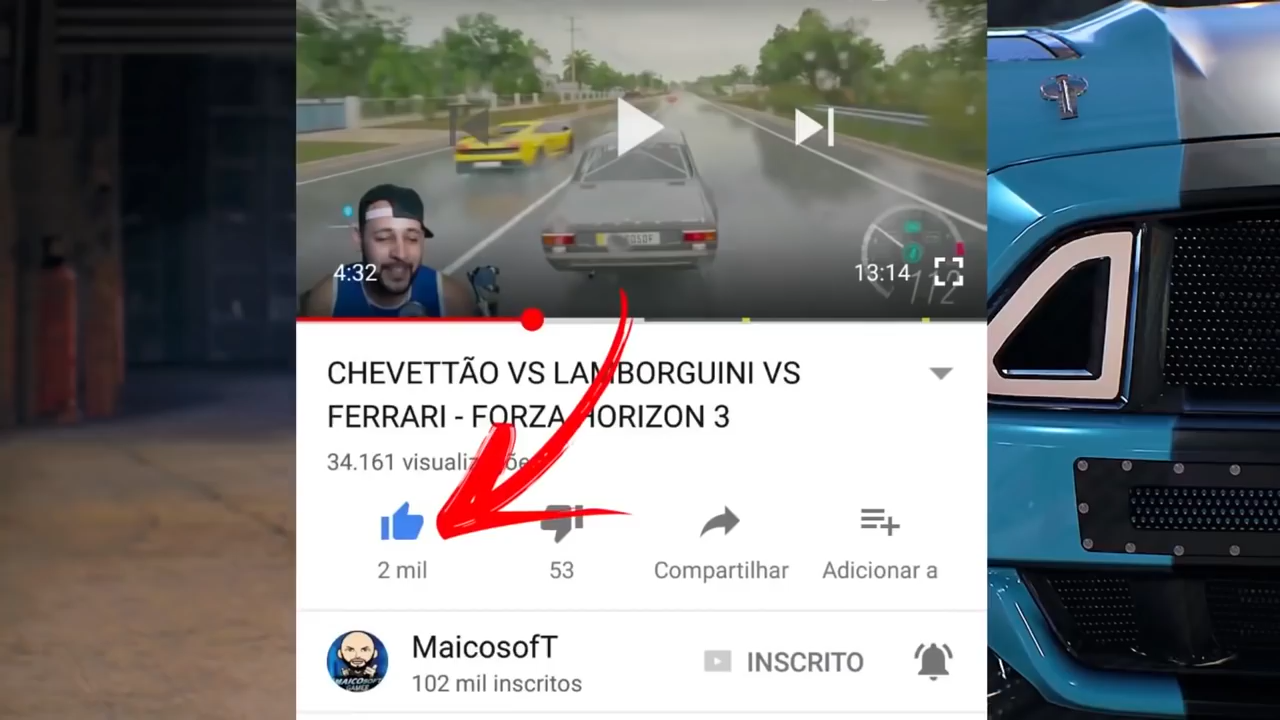 4:32
13:14
112
CHEVETTÃO VS LAMBORGUINI VS
FERRARI - FORZA HORIZON 3
34.161 visualizações
2 mil
53
Compartilhar
Adicionar a
MaicosofT
102 mil inscritos
INSCRITO